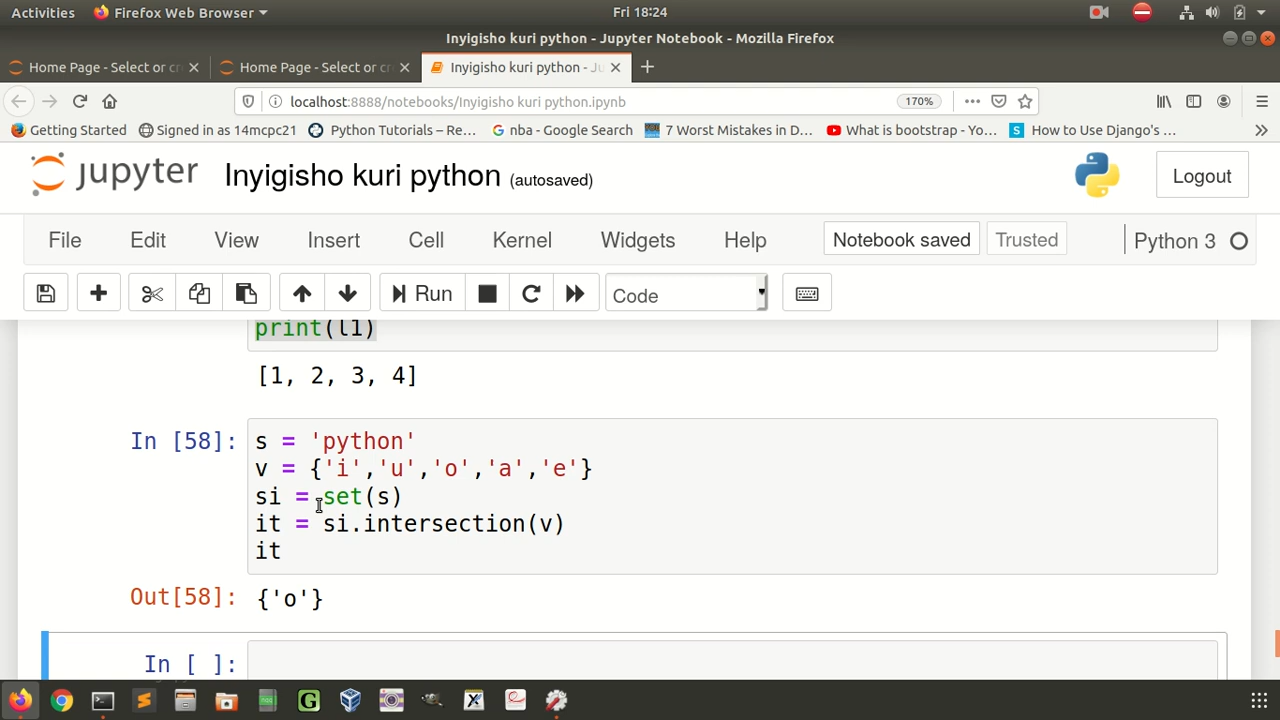 Activities Firefox Web Browser Fri 18:24
Inyigisho kuri python - Jupyter Notebook - Mozilla Firefox
Home Page - Select or cr Home Page - Select or cr Inyigisho kuri python - Ju
localhost:8888/notebooks/Inyigisho kuri python.ipynb 170%
Getting Started Signed in as 14mcpc21 Python Tutorials – Re... nba - Google Search 7 Worst Mistakes in D... What is bootstrap - Yo... How to Use Django's ...
jupyter Inyigisho kuri python (autosaved) Logout
File Edit View Insert Cell Kernel Widgets Help Notebook saved Trusted Python 3
Run Code
print(l1)
[1, 2, 3, 4]
In [58]: s = 'python'
v = {'i','u','o','a','e'}
si = set(s)
it = si.intersection(v)
it
Out[58]: {'o'}
In [ ]: